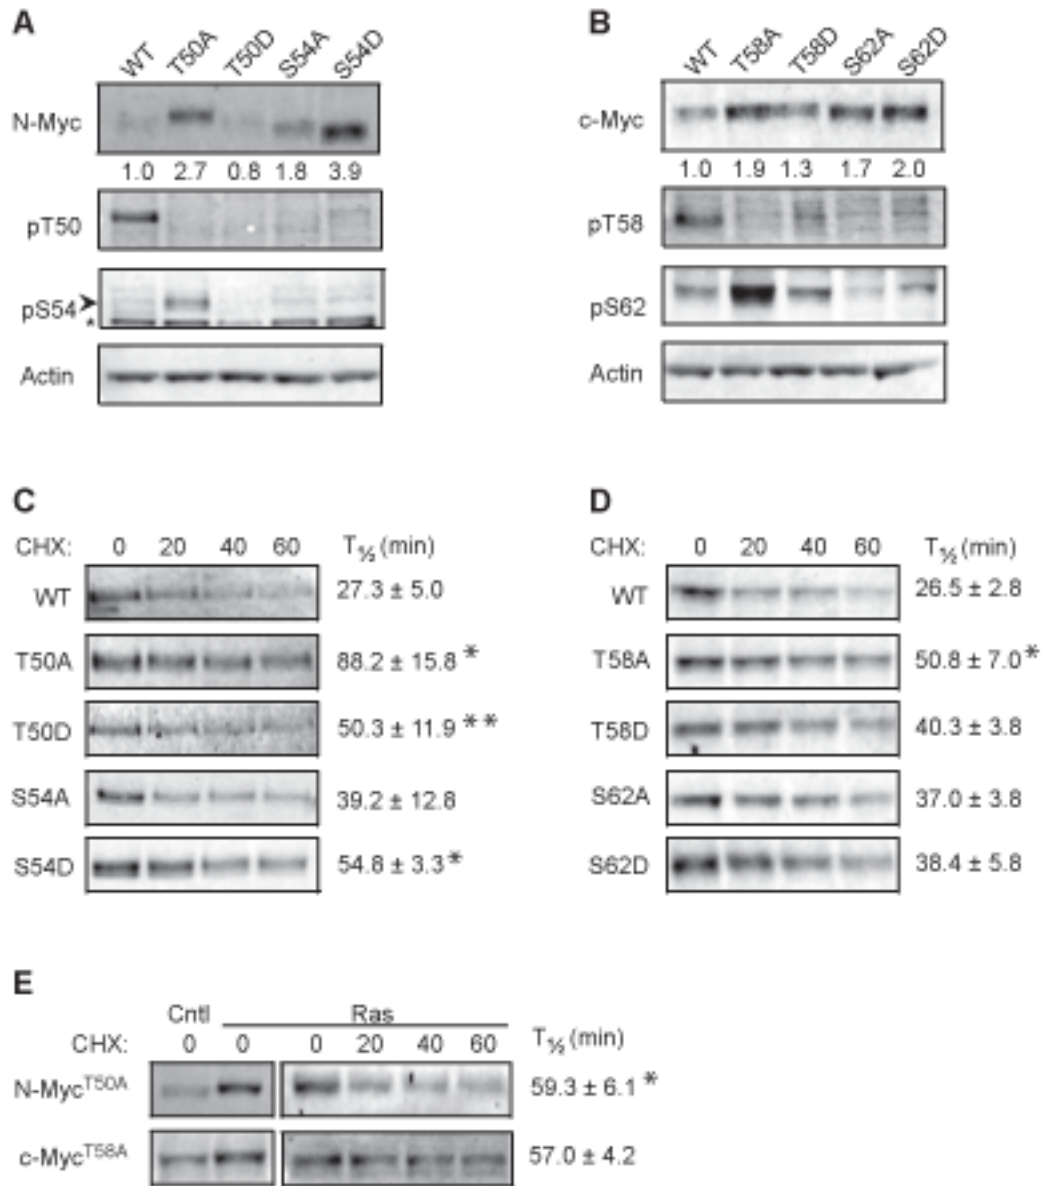 A
WT T50A T50D S54A S54D
N-Myc
1.0 2.7 0.8 1.8 3.9
pT50
pS54
*
Actin
B
WT T58A T58D S62A S62D
c-Myc
1.0 1.9 1.3 1.7 2.0
pT58
pS62
Actin
C
CHX: 0 20 40 60 T½ (min)
WT 27.3 ± 5.0
T50A 88.2 ± 15.8 *
T50D 50.3 ± 11.9 **
S54A 39.2 ± 12.8
S54D 54.8 ± 3.3 *
D
CHX: 0 20 40 60 T½ (min)
WT 26.5 ± 2.8
T58A 50.8 ± 7.0 *
T58D 40.3 ± 3.8
S62A 37.0 ± 3.8
S62D 38.4 ± 5.8
E
Cntl Ras
CHX: 0 0 0 20 40 60 T½ (min)
N-Myc^T50A 59.3 ± 6.1 *
c-Myc^T58A 57.0 ± 4.2